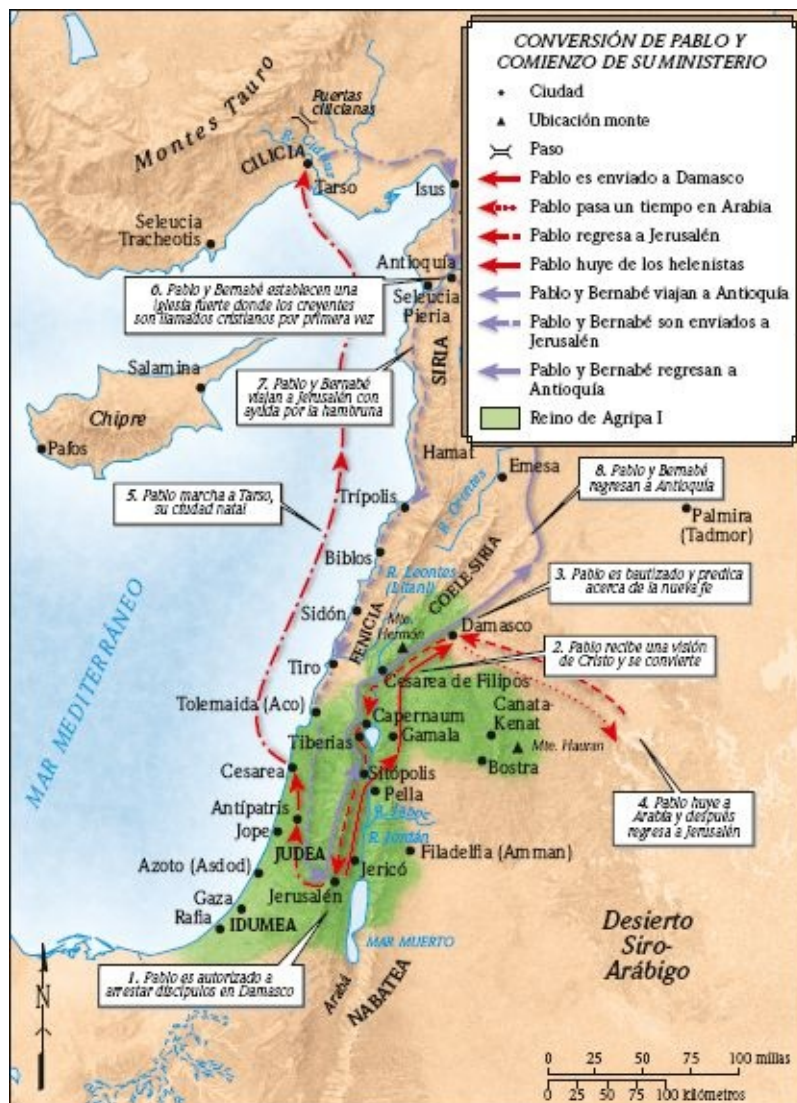 CONVERSIÓN DE PABLO Y
COMIENZO DE SU MINISTERIO
Ciudad
Ubicación monte
Paso
Pablo es enviado a Damasco
Pablo pasa un tiempo en Arabia
Pablo regresa a Jerusalén
Pablo huye de los helenistas
Pablo y Bernabé viajan a Antioquía
Pablo y Bernabé son enviados a
Jerusalén
Pablo y Bernabé regresan a
Antioquía
Reino de Agripa I
Montes Tauro
Puertas
cilicianas
CILICIA
Tarso
Isus
Seleucia
Tracheotis
Antioquía
6. Pablo y Bernabé establecen una
iglesia fuerte donde los creyentes
son llamados cristianos por primera vez
Seleucia
Pieria
SIRIA
Salamina
Chipre
Pafos
7. Pablo y Bernabé
viajan a Jerusalén con
ayuda por la hambruna
Hamat
Emesa
R. Orontes
8. Pablo y Bernabé
regresan a Antioquía
Palmira
(Tadmor)
5. Pablo marcha a Tarso,
su ciudad natal
Trípolis
Biblos
R. Leontes
(Litani)
COELE-SIRIA
3. Pablo es bautizado y predica
acerca de la nueva fe
MAR MEDITERRÁNEO
Sidón
FENICIA
Mte.
Hermón
Damasco
2. Pablo recibe una visión
de Cristo y se convierte
Tiro
Cesarea de Filipos
Tolemaida (Aco)
Capernaum
Canata-
Kenat
Tiberias
Gamala
Mte. Hauran
Cesarea
Sitópolis
Bostra
Pella
4. Pablo huye a
Arabia y después
regresa a Jerusalén
Antípatris
Jope
R. Jordán
JUDEA
Filadelfia (Amman)
Azoto (Asdod)
Jericó
Jerusalén
Gaza
Rafia
IDUMEA
MAR MUERTO
Desierto
Siro-
Arábigo
1. Pablo es autorizado a
arrestar discípulos en Damasco
Arabá
NABATEA
N
0 25 50 75 100 millas
0 25 50 75 100 kilómetros